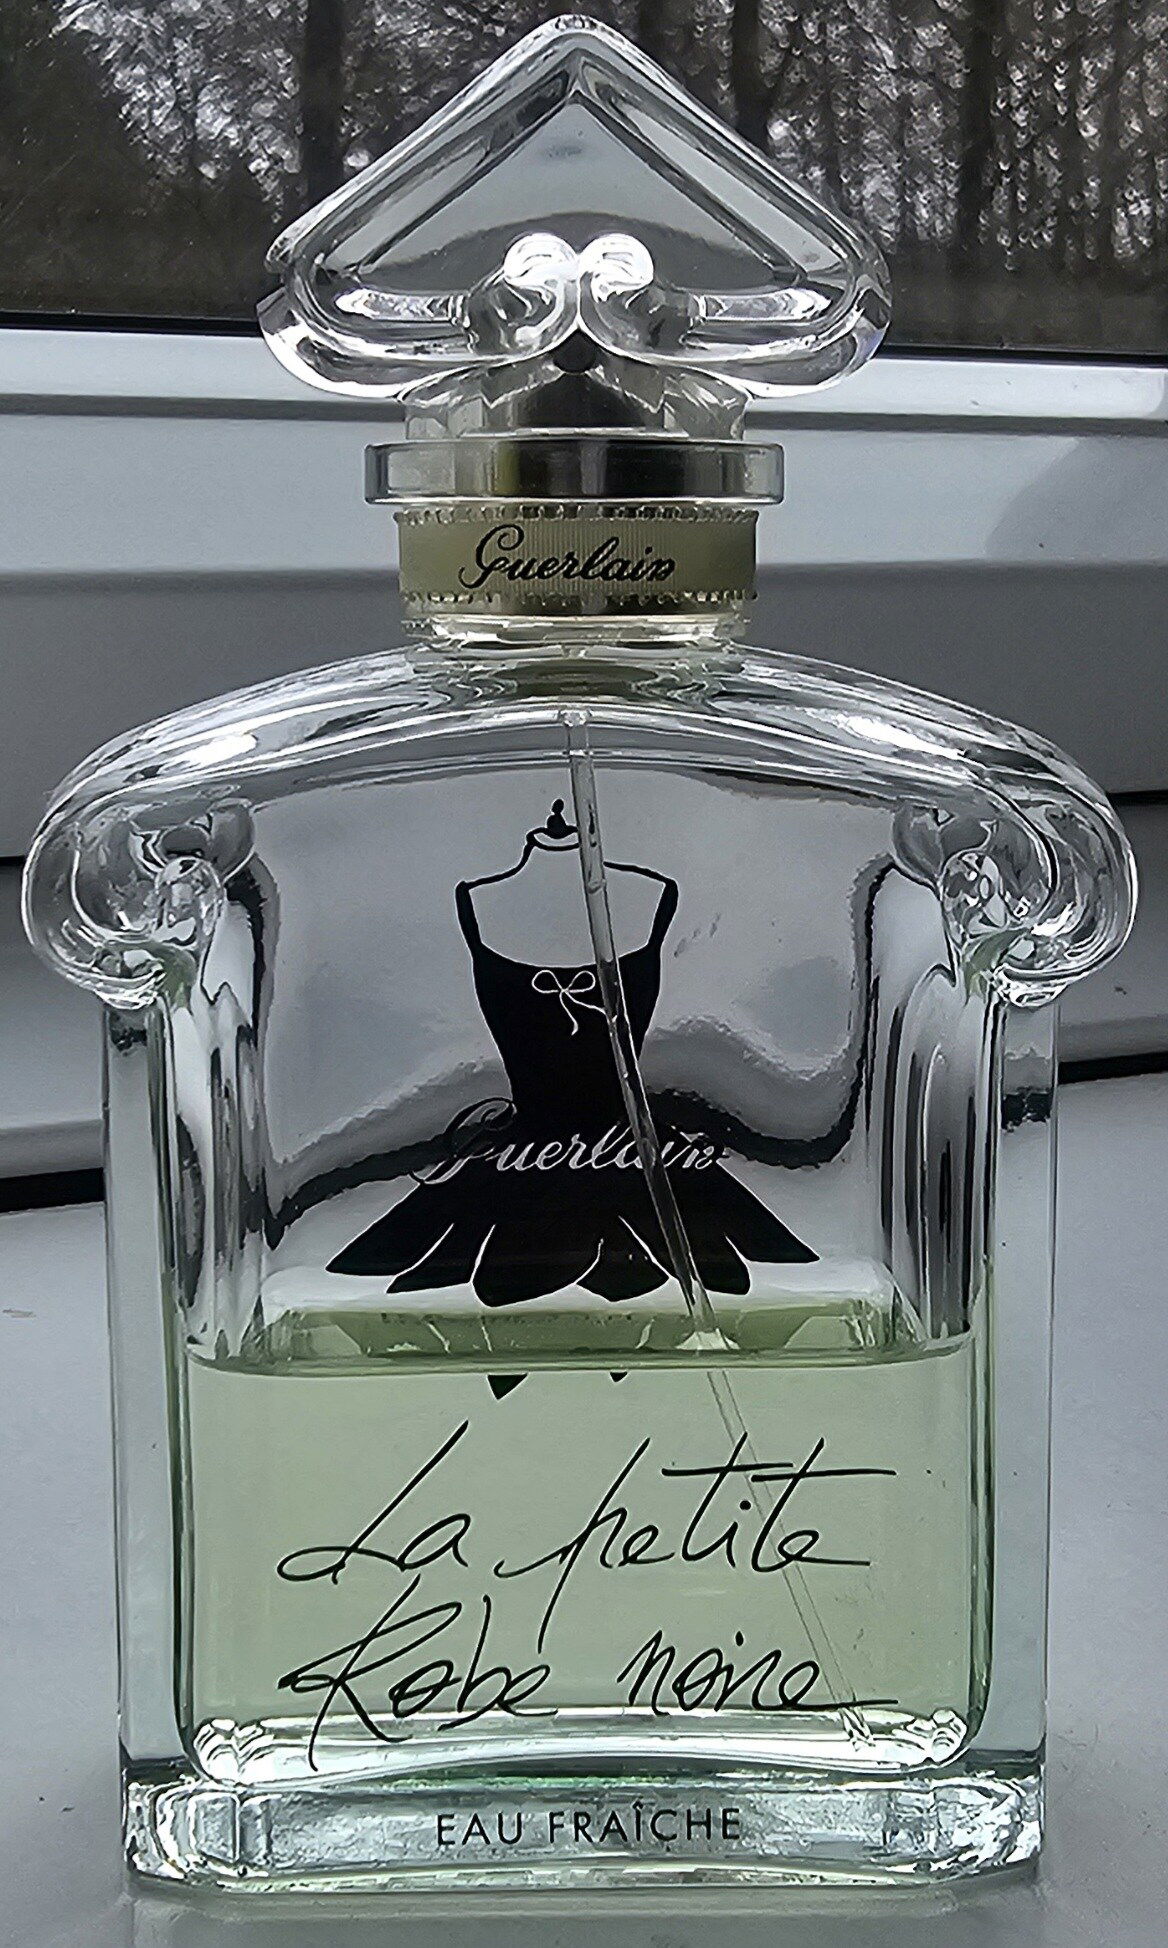 Guerlain
Guerlain
La petite
Robe noire
EAU FRAÎCHE